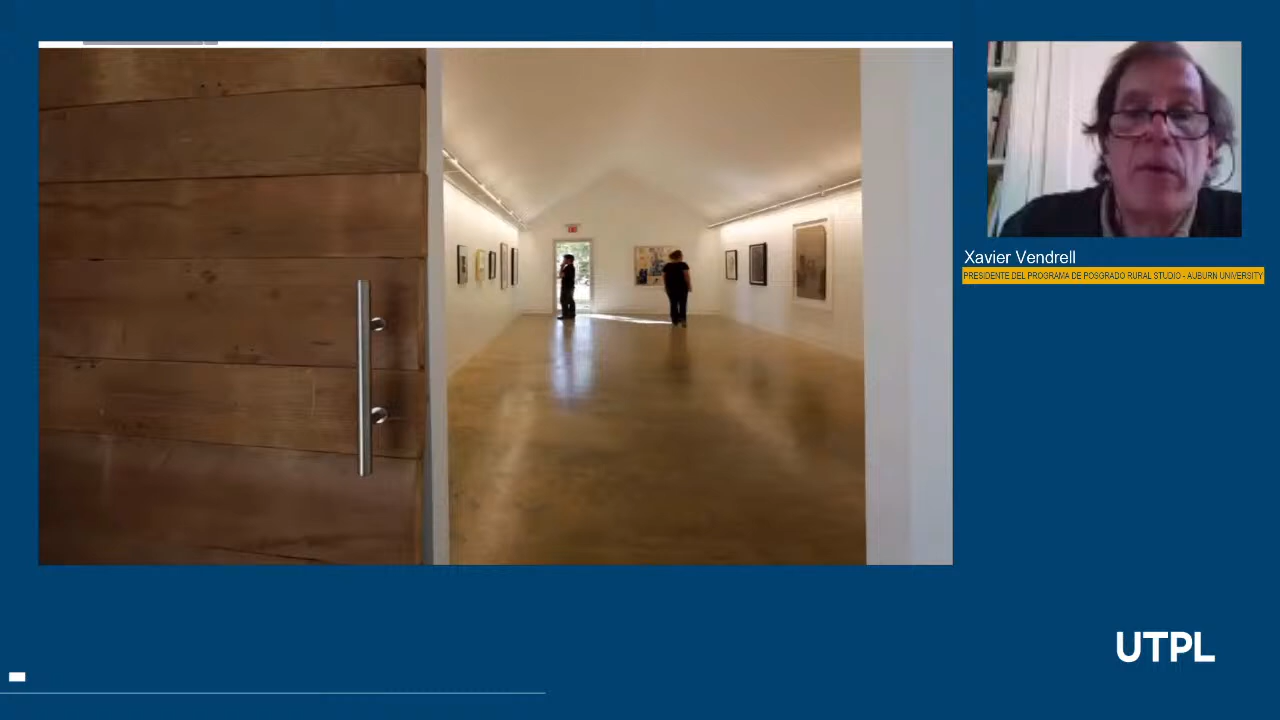 Xavier Vendrell
PRESIDENTE DEL PROGRAMA DE POSGRADO RURAL STUDIO - AUBURN UNIVERSITY
UTPL